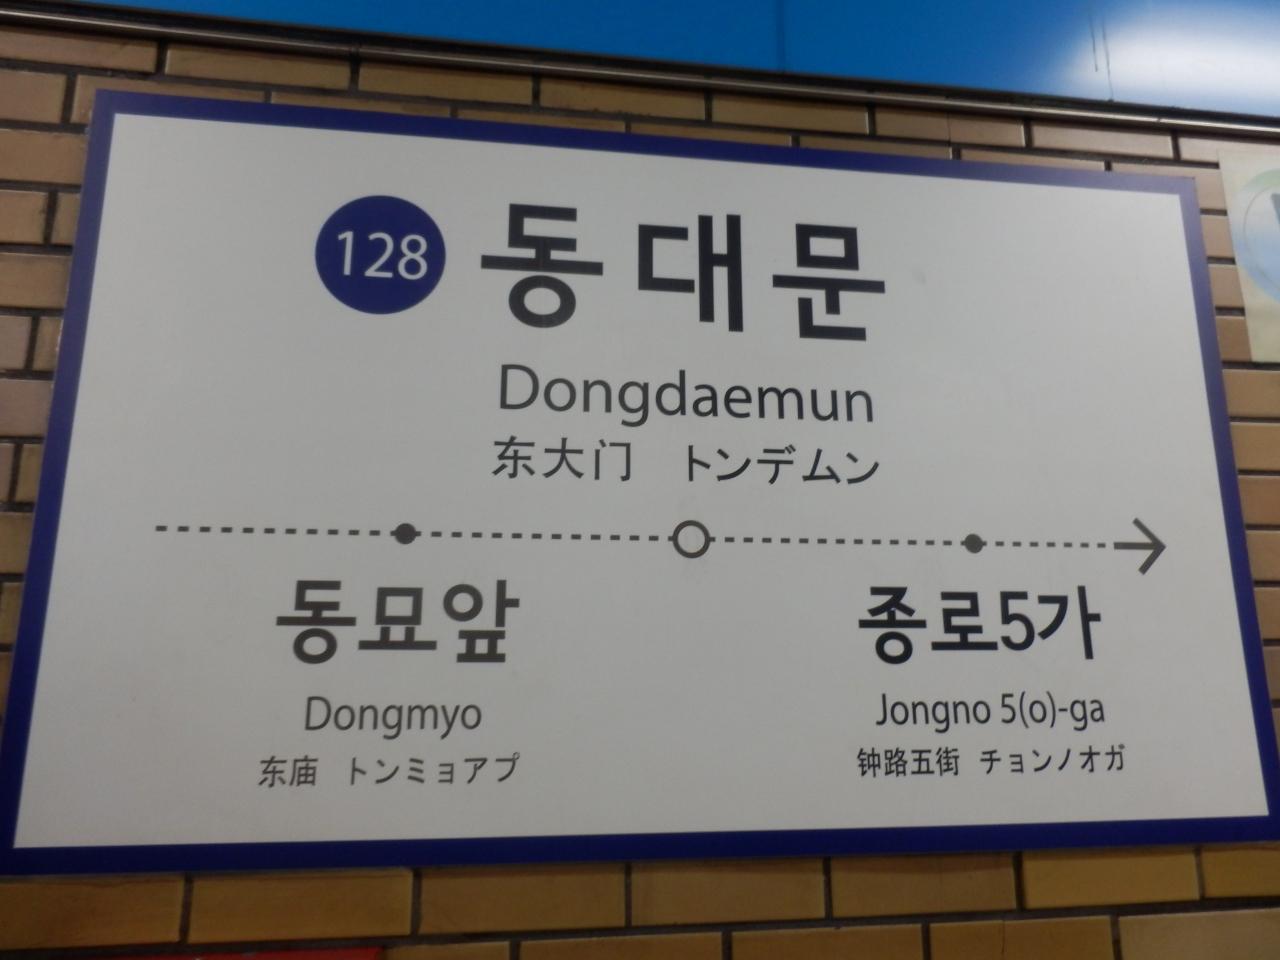 128 동대문
Dongdaemun
东大门 トンデムン
동묘앞
Dongmyo
东庙 トンミョアプ
종로5가
Jongno 5(o)-ga
钟路五街 チョンノオガ